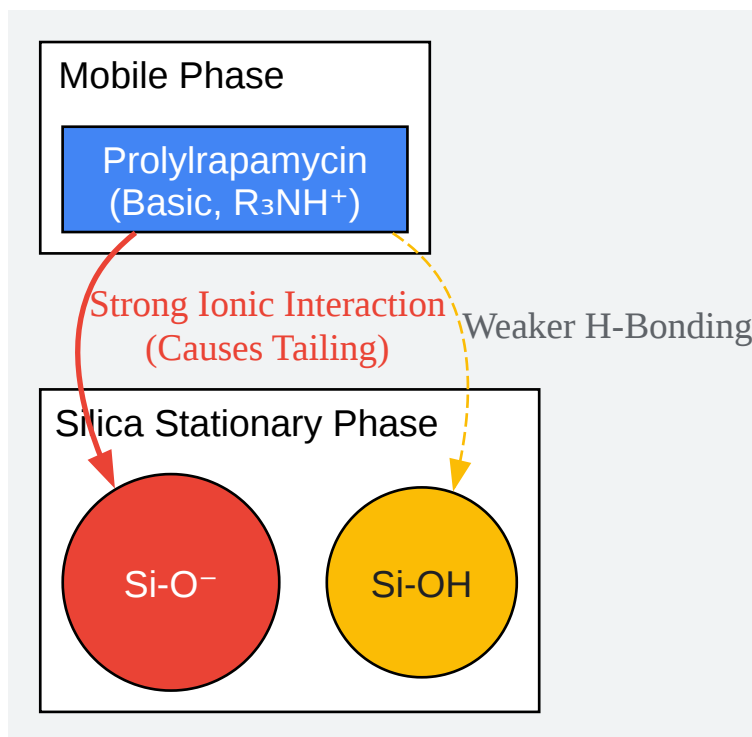 Mobile Phase
Prolylrapamycin
(Basic, R₃NH⁺)
Strong Ionic Interaction
(Causes Tailing)
Weaker H-Bonding
Silica Stationary Phase
Si-O⁻
Si-OH